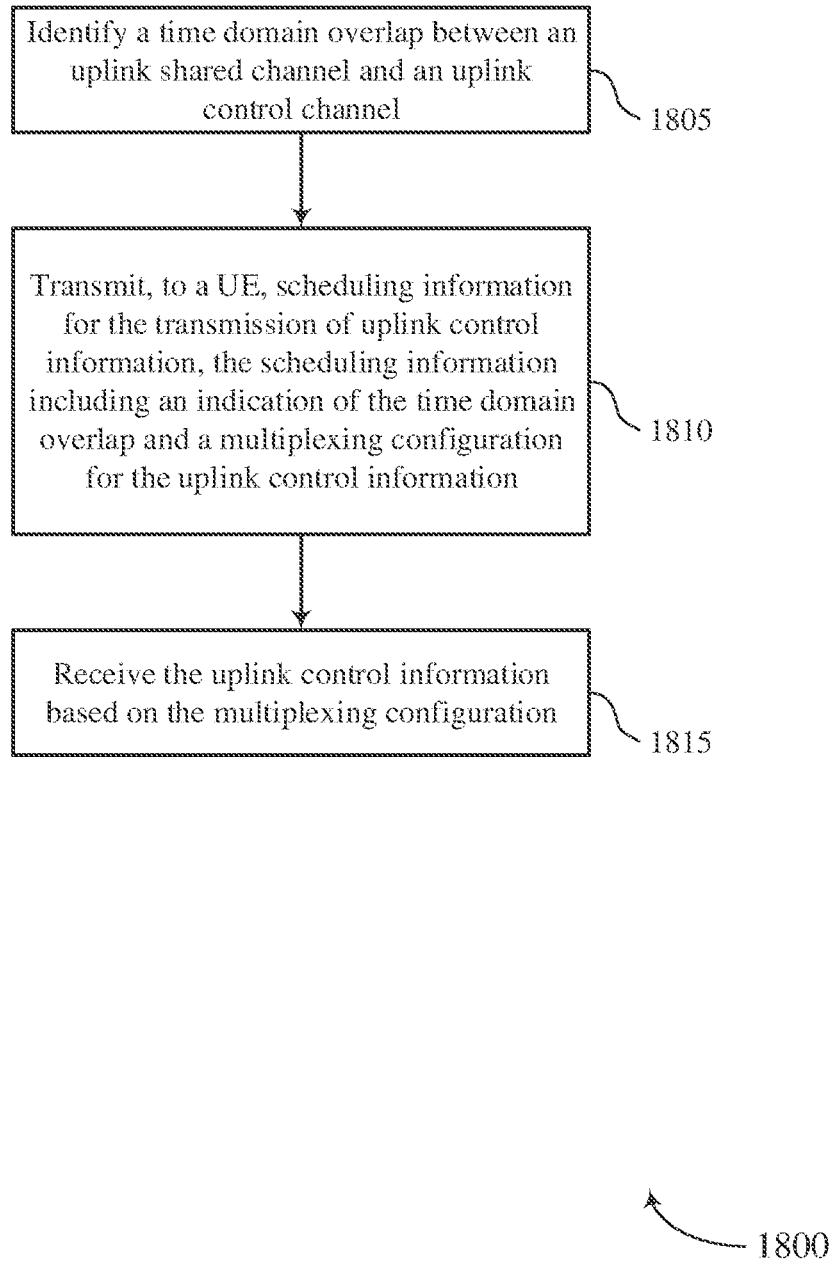 Identify a time domain overlap between an
uplink shared channel and an uplink
control channel
1805
Transmit, to a UE, scheduling information
for the transmission of uplink control
information, the scheduling information
including an indication of the time domain
overlap and a multiplexing configuration
for the uplink control information
1810
Receive the uplink control information
based on the multiplexing configuration
1815
1800